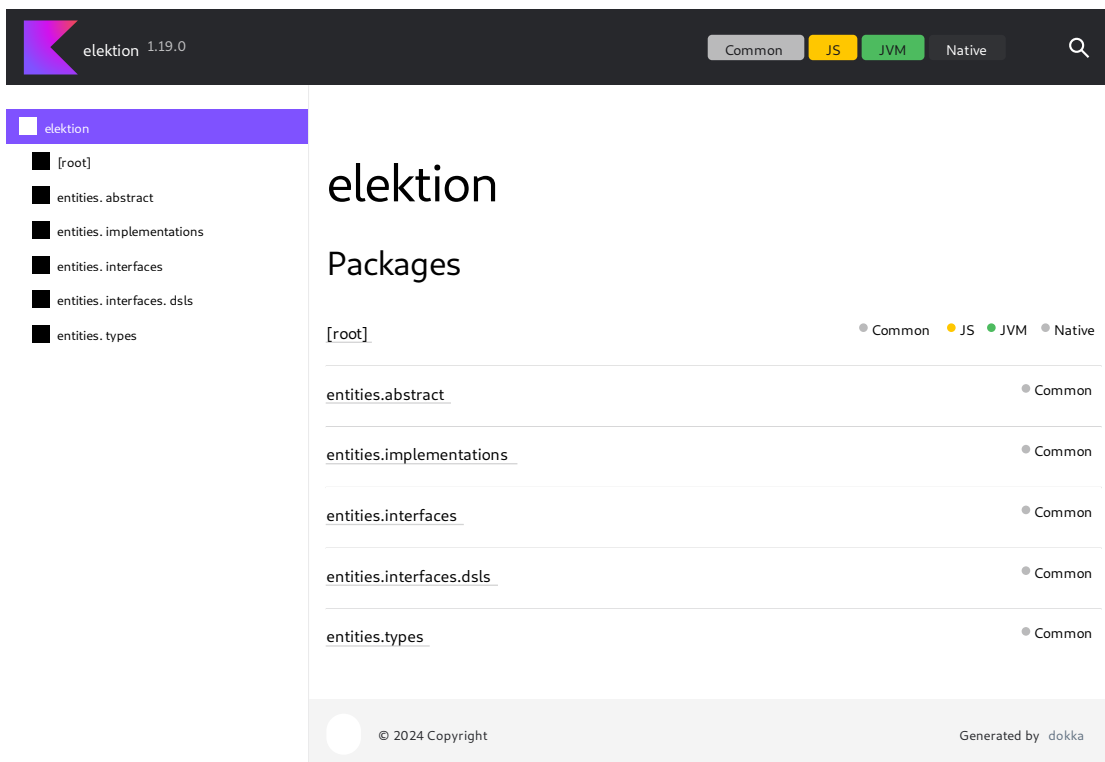 elektion 1.19.0 Common JS JVM Native
elektion
[root]
entities. abstract
entities. implementations
entities. interfaces
entities. interfaces. dsls
entities. types
elektion
Packages
[root] Common JS JVM Native
entities.abstract Common
entities.implementations Common
entities.interfaces Common
entities.interfaces.dsls Common
entities.types Common
© 2024 Copyright Generated by dokka